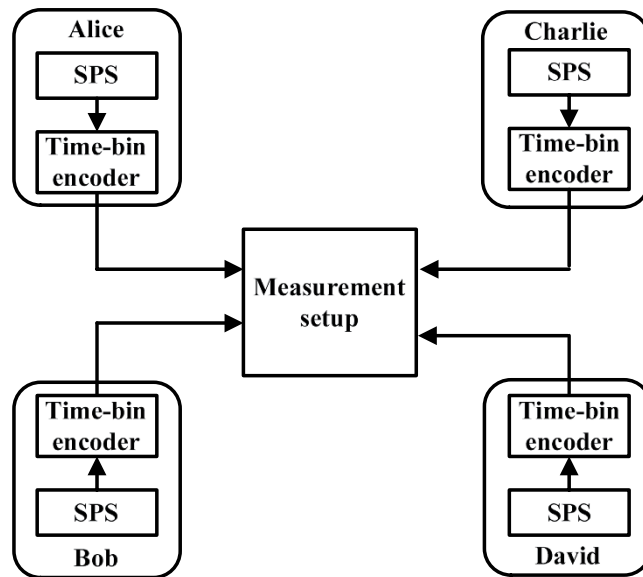 Alice
SPS
Time-bin
encoder
Charlie
SPS
Time-bin
encoder
Measurement
setup
Time-bin
encoder
SPS
Bob
Time-bin
encoder
SPS
David